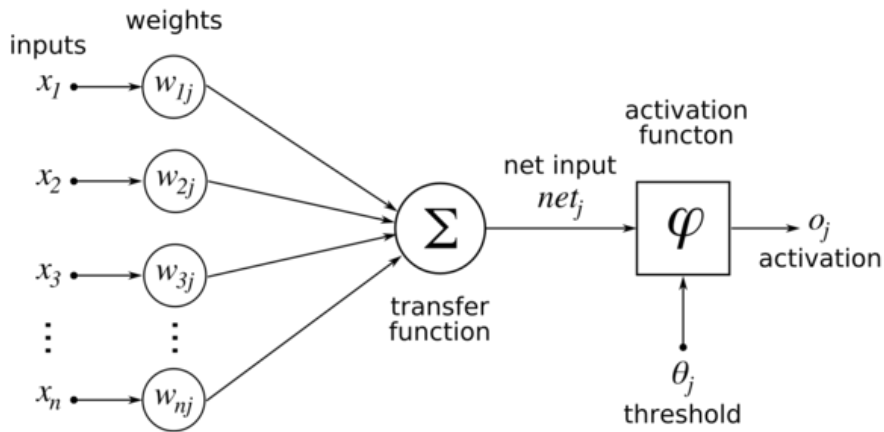 weights
inputs
x₁
w₁ⱼ
activation
functon
x₂
w₂ⱼ
net input
netⱼ
Σ
φ
oⱼ
activation
x₃
w₃ⱼ
transfer
function
⋮
⋮
θⱼ
threshold
xₙ
wₙⱼ